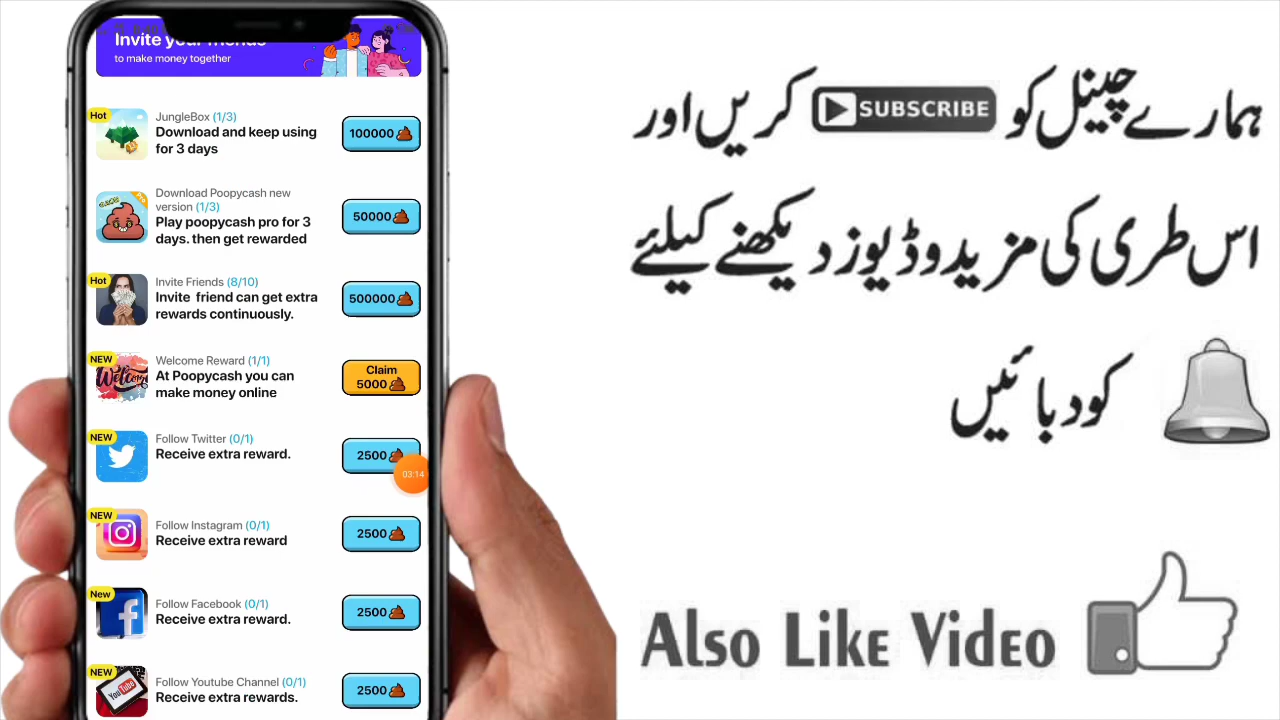 Invite your friends
to make money together
Hot
JungleBox (1/3)
Download and keep using
for 3 days
100000
Download Poopycash new
version (1/3)
Play poopycash pro for 3
days. then get rewarded
50000
Hot
Invite Friends (8/10)
Invite friend can get extra
rewards continuously.
500000
NEW
Welcome Reward (1/1)
At Poopycash you can
make money online
Claim
5000
Welcome
NEW
Follow Twitter (0/1)
Receive extra reward.
2500
03:14
NEW
Follow Instagram (0/1)
Receive extra reward
2500
New
Follow Facebook (0/1)
Receive extra reward.
2500
NEW
Follow Youtube Channel (0/1)
Receive extra rewards.
2500
YouTube
ہمارے چینل کو SUBSCRIBE کریں اور
اس طری کی مزید وڈیوز دیکھنے کیلئے
کو دبائیں
Also Like Video